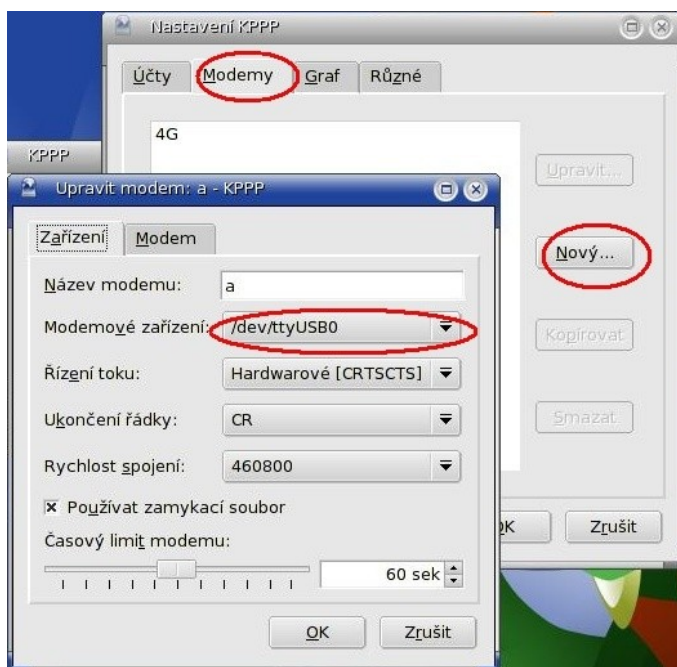 Nastavení KPPP
Účty
Modemy
Graf
Různé
4G
KPPP
Upravit...
Nový...
Kopírovat
Smazat
Zrušit
Upravit modem: a - KPPP
Zařízení
Modem
Název modemu:
a
Modemové zařízení:
/dev/ttyUSB0
Řízení toku:
Hardwarové [CRTSCTS]
Ukončení řádky:
CR
Rychlost spojení:
460800
Používat zamykací soubor
Časový limit modemu:
60 sek
OK
Zrušit